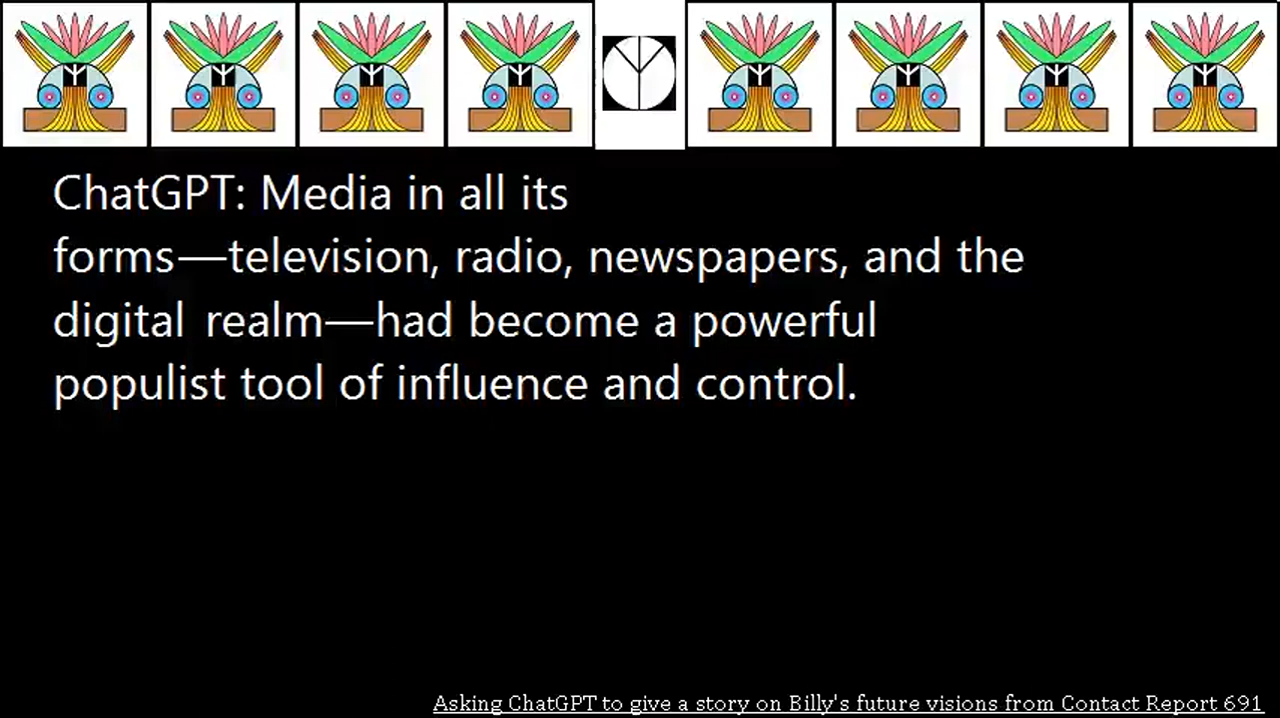 ChatGPT: Media in all its
forms—television, radio, newspapers, and the
digital realm—had become a powerful
populist tool of influence and control.
Asking ChatGPT to give a story on Billy's future visions from Contact Report 691